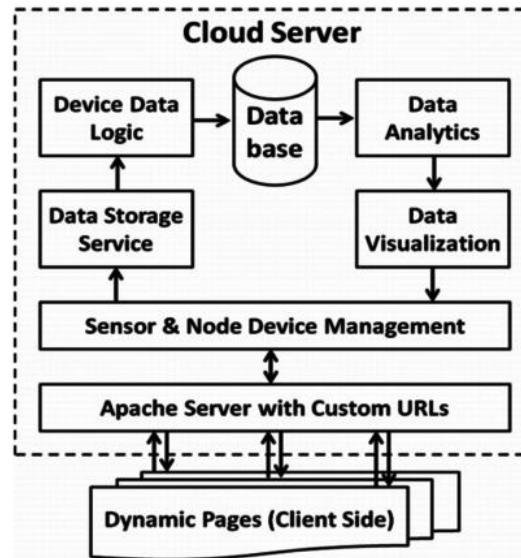 Cloud Server
Device Data
Logic
Data
base
Data
Analytics
Data Storage
Service
Data
Visualization
Sensor & Node Device Management
Apache Server with Custom URLs
Dynamic Pages (Client Side)